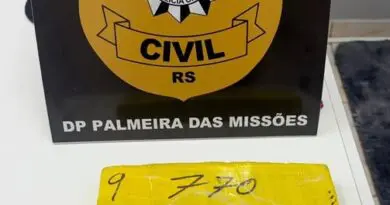 CIVIL
RS
DP PALMEIRA DAS MISSÕES
9 770